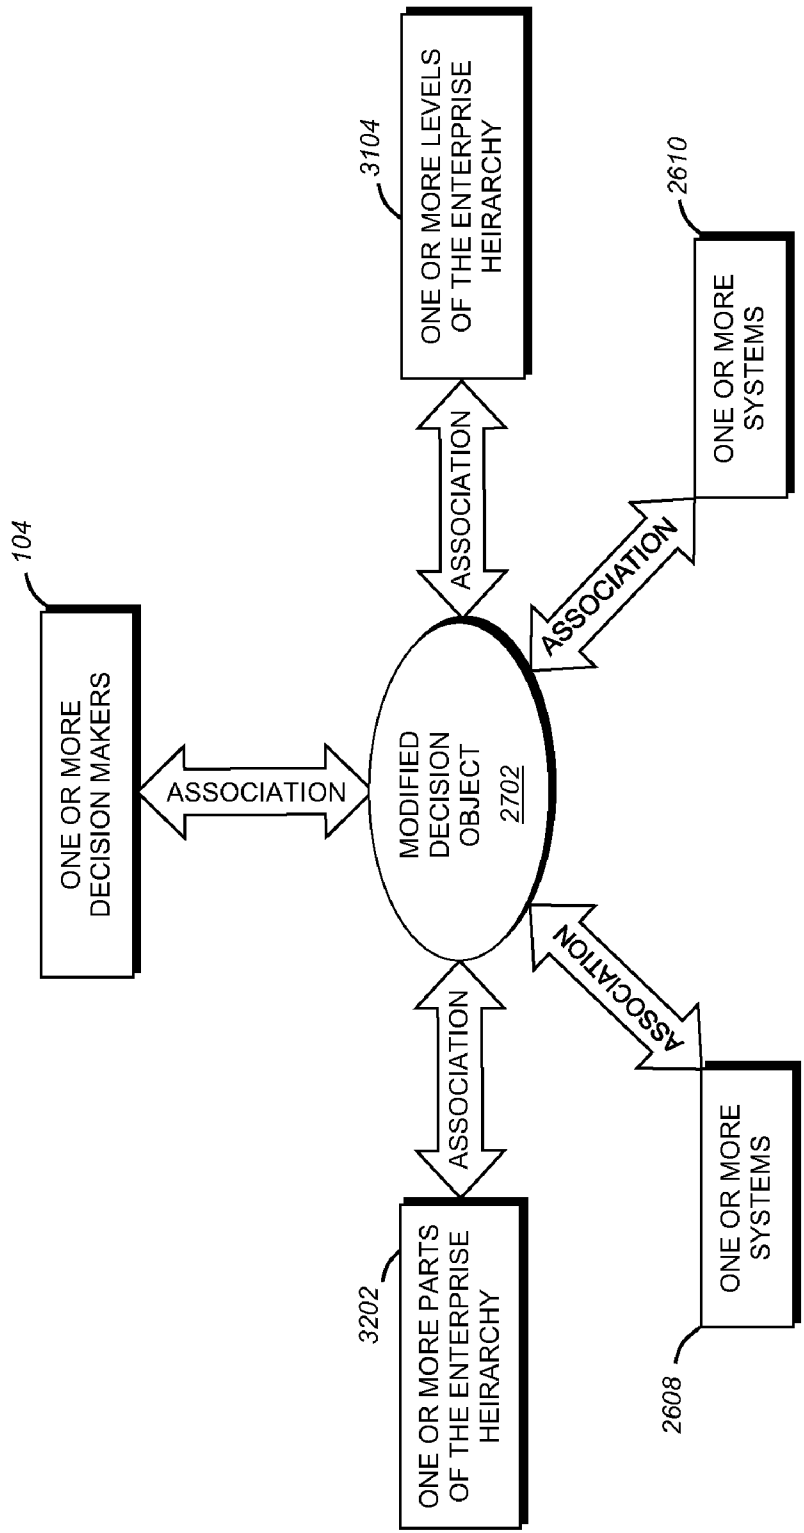 104
ONE OR MORE
DECISION MAKERS
ASSOCIATION
3202
ONE OR MORE PARTS
OF THE ENTERPRISE
HEIRARCHY
ASSOCIATION
MODIFIED
DECISION
OBJECT
2702
ASSOCIATION
3104
ONE OR MORE LEVELS
OF THE ENTERPRISE
HEIRARCHY
ASSOCIATION
ASSOCIATION
2608
ONE OR MORE
SYSTEMS
2610
ONE OR MORE
SYSTEMS